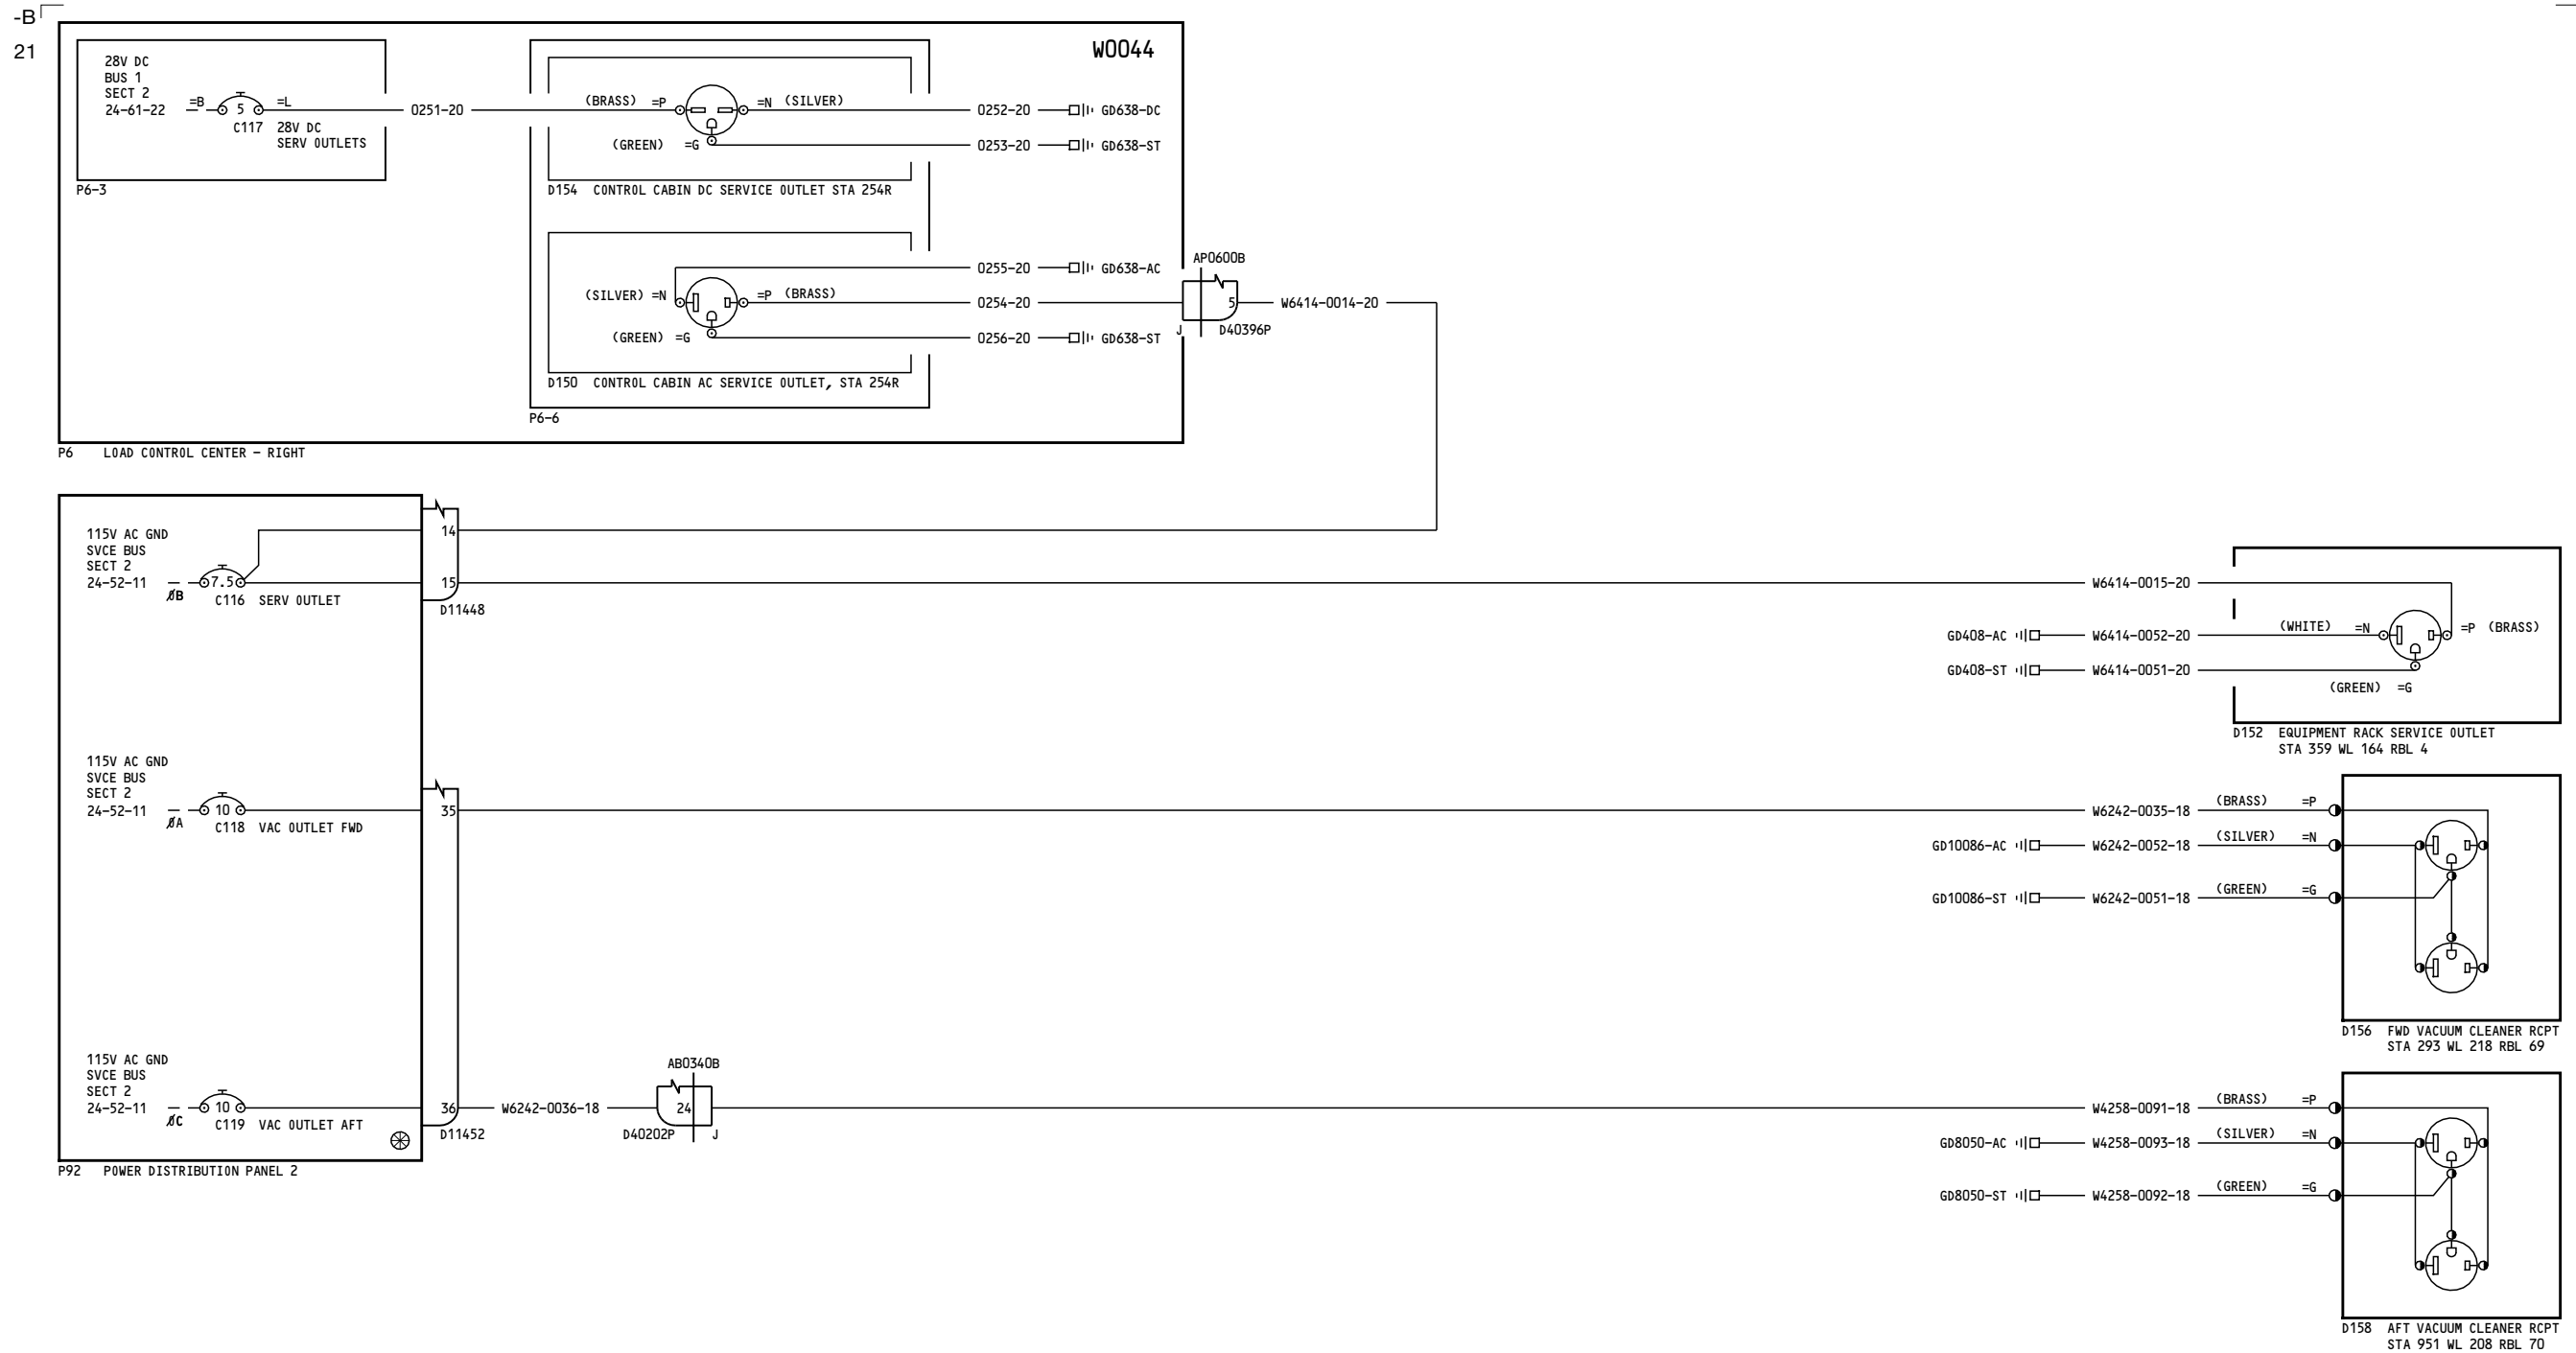 -B
21
W0044
28V DC
BUS 1
SECT 2
24-61-22
=B
5
=L
C117
28V DC
SERV OUTLETS
P6-3
0251-20
(BRASS) =P
=N (SILVER)
(GREEN) =G
0252-20
GD638-DC
0253-20
GD638-ST
D154 CONTROL CABIN DC SERVICE OUTLET STA 254R
0255-20
GD638-AC
(SILVER) =N
=P (BRASS)
0254-20
(GREEN) =G
0256-20
GD638-ST
D150 CONTROL CABIN AC SERVICE OUTLET, STA 254R
P6-6
AP0600B
5
J
D40396P
W6414-0014-20
P6 LOAD CONTROL CENTER - RIGHT
115V AC GND
SVCE BUS
SECT 2
24-52-11
ØB
7.5
C116 SERV OUTLET
14
15
D11448
W6414-0015-20
GD408-AC
W6414-0052-20
(WHITE) =N
=P (BRASS)
GD408-ST
W6414-0051-20
(GREEN) =G
D152 EQUIPMENT RACK SERVICE OUTLET
STA 359 WL 164 RBL 4
115V AC GND
SVCE BUS
SECT 2
24-52-11
ØA
10
C118 VAC OUTLET FWD
35
W6242-0035-18
(BRASS) =P
GD10086-AC
W6242-0052-18
(SILVER) =N
GD10086-ST
W6242-0051-18
(GREEN) =G
D156 FWD VACUUM CLEANER RCPT
STA 293 WL 218 RBL 69
115V AC GND
SVCE BUS
SECT 2
24-52-11
ØC
10
C119 VAC OUTLET AFT
36
D11452
W6242-0036-18
AB0340B
24
D40202P
J
W4258-0091-18
(BRASS) =P
GD8050-AC
W4258-0093-18
(SILVER) =N
GD8050-ST
W4258-0092-18
(GREEN) =G
P92 POWER DISTRIBUTION PANEL 2
D158 AFT VACUUM CLEANER RCPT
STA 951 WL 208 RBL 70